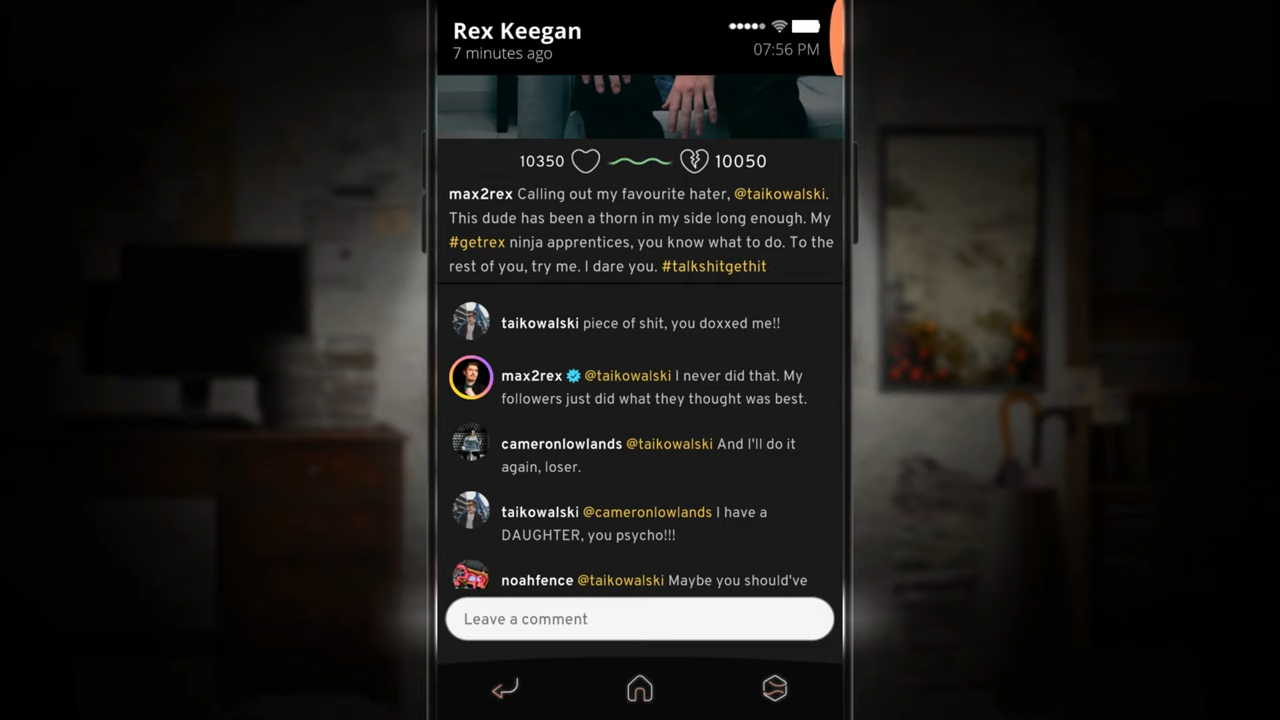 Rex Keegan
7 minutes ago
07:56 PM
10350
10050
max2rex Calling out my favourite hater, @taikowalski.
This dude has been a thorn in my side long enough. My
#getrex ninja apprentices, you know what to do. To the
rest of you, try me. I dare you. #talkshitgethit
taikowalski piece of shit, you doxxed me!!
max2rex @taikowalski I never did that. My
followers just did what they thought was best.
cameronlowlands @taikowalski And I'll do it
again, loser.
taikowalski @cameronlowlands I have a
DAUGHTER, you psycho!!!
noahfence @taikowalski Maybe you should've
Leave a comment